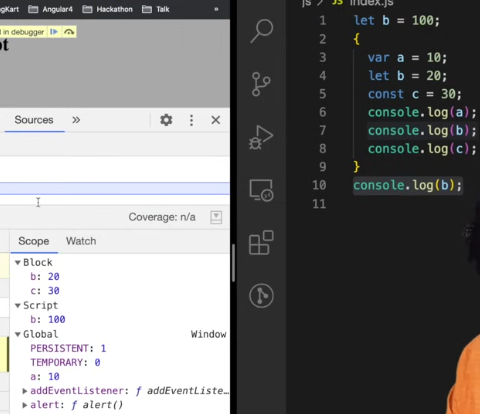 ngKart Angular4 Hackathon Talk »
d in debugger
ot
Sources »
Coverage: n/a
Scope Watch
Block
b: 20
c: 30
Script
b: 100
Global Window
PERSISTENT: 1
TEMPORARY: 0
a: 10
addEventListener: ƒ addEventListe…
alert: ƒ alert()
js > JS index.js
1 let b = 100;
2 {
3 var a = 10;
4 let b = 20;
5 const c = 30;
6 console.log(a);
7 console.log(b);
8 console.log(c);
9 }
10 console.log(b);
11